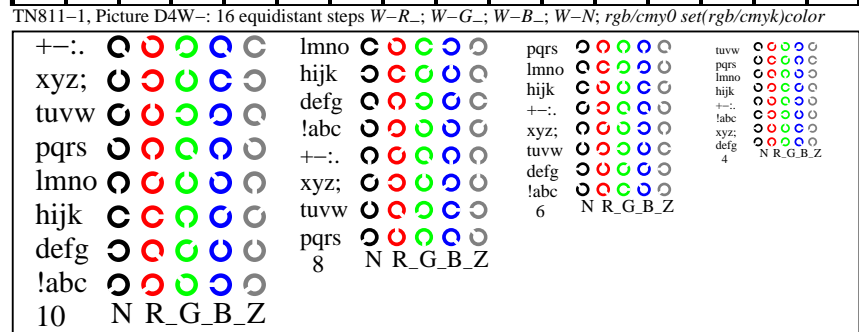 TN811−1, Picture D4W−: 16 equidistant steps W−R_; W−G_; W−B_; W−N; rgb/cmy0 set(rgb/cmyk)color
+−:.
xyz;
tuvw
pqrs
lmno
hijk
defg
!abc
10 N R_G_B_Z
lmno
hijk
defg
!abc
+−:.
xyz;
tuvw
pqrs
8 N R_G_B_Z
pqrs
lmno
hijk
+−:.
xyz;
tuvw
defg
!abc
6 N R_G_B_Z
tuvw
pqrs
lmno
hijk
+−:.
!abc
xyz;
defg
4 N R_G_B_Z